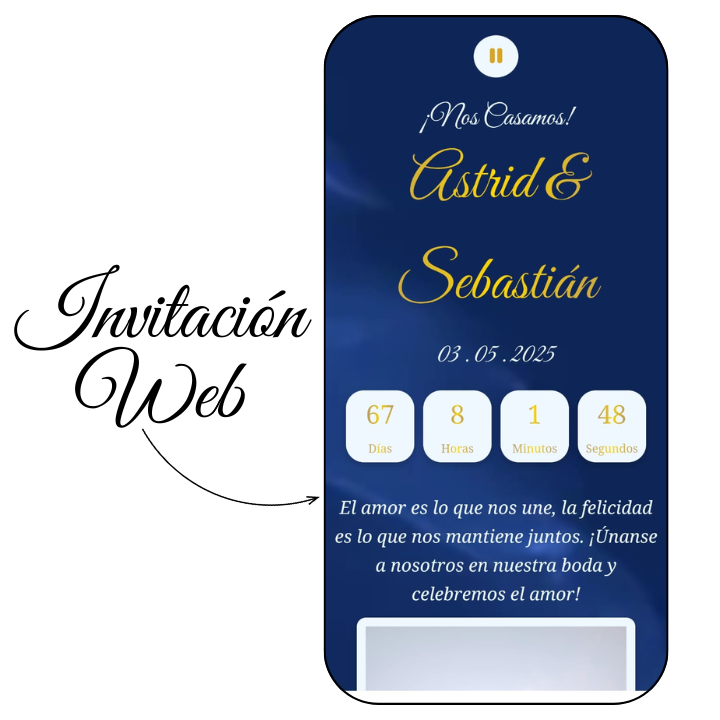 Invitación
Web
¡Nos Casamos!
Astrid &
Sebastián
03 . 05 . 2025
67 8 1 48
Días Horas Minutos Segundos
El amor es lo que nos une, la felicidad
es lo que nos mantiene juntos. ¡Únanse
a nosotros en nuestra boda y
celebremos el amor!